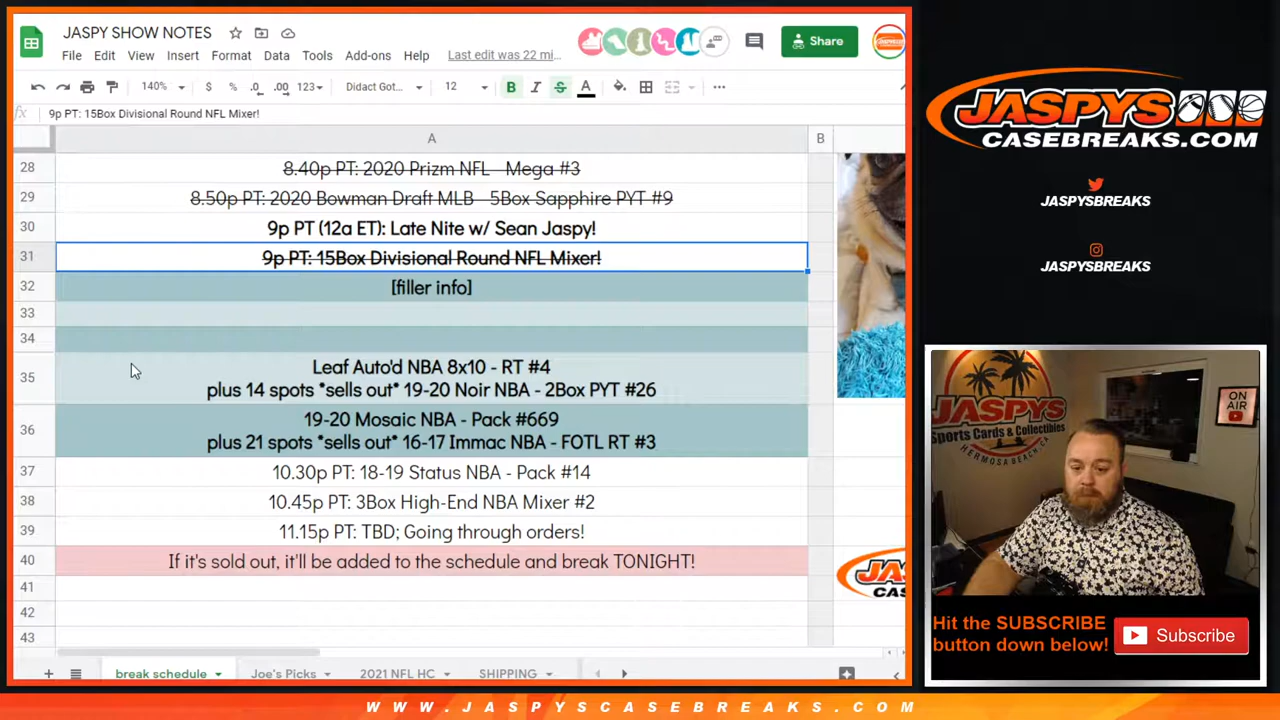 JASPY SHOW NOTES
File Edit View Insert Format Data Tools Add-ons Help Last edit was 22 mi...
Share
140% $ % .0 .00 123 Didact Got... 12 B I S A
fx 9p PT: 15Box Divisional Round NFL Mixer!
A B
28 8.40p PT: 2020 Prizm NFL - Mega #3
29 8.50p PT: 2020 Bowman Draft MLB - 5Box Sapphire PYT #9
30 9p PT (12a ET): Late Nite w/ Sean Jaspy!
31 9p PT: 15Box Divisional Round NFL Mixer!
32 [filler info]
33
34
35 Leaf Auto'd NBA 8x10 - RT #4
plus 14 spots *sells out* 19-20 Noir NBA - 2Box PYT #26
36 19-20 Mosaic NBA - Pack #669
plus 21 spots *sells out* 16-17 Immac NBA - FOTL RT #3
37 10.30p PT: 18-19 Status NBA - Pack #14
38 10.45p PT: 3Box High-End NBA Mixer #2
39 11.15p PT: TBD; Going through orders!
40 If it's sold out, it'll be added to the schedule and break TONIGHT!
41
42
43
break schedule Joe's Picks 2021 NFL HC SHIPPING
JASPYS
CASEBREAKS.COM
JASPYSBREAKS
JASPYSBREAKS
JASPYS
Sports Cards & Collectibles
HERMOSA BEACH, CA
ON AIR
Hit the SUBSCRIBE
button down below!
Subscribe
WWW.JASPYSCASEBREAKS.COM